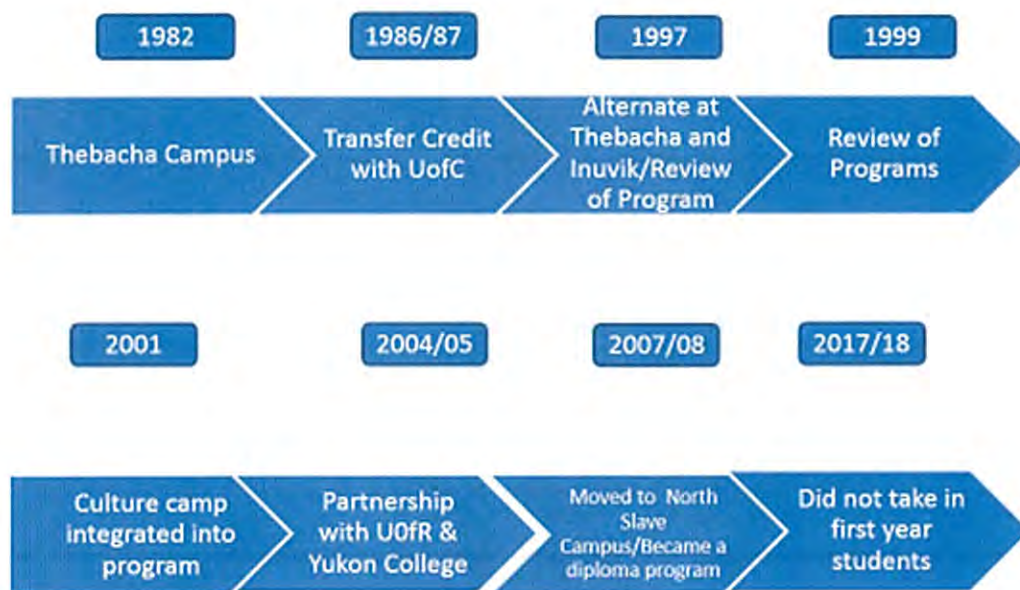 1982
1986/87
1997
1999
Thebacha Campus
Transfer Credit
with UofC
Alternate at
Thebacha and
Inuvik/Review
of Program
Review of
Programs
2001
2004/05
2007/08
2017/18
Culture camp
integrated into
program
Partnership
with U0fR &
Yukon College
Moved to North
Slave
Campus/Became a
diploma program
Did not take in
first year
students